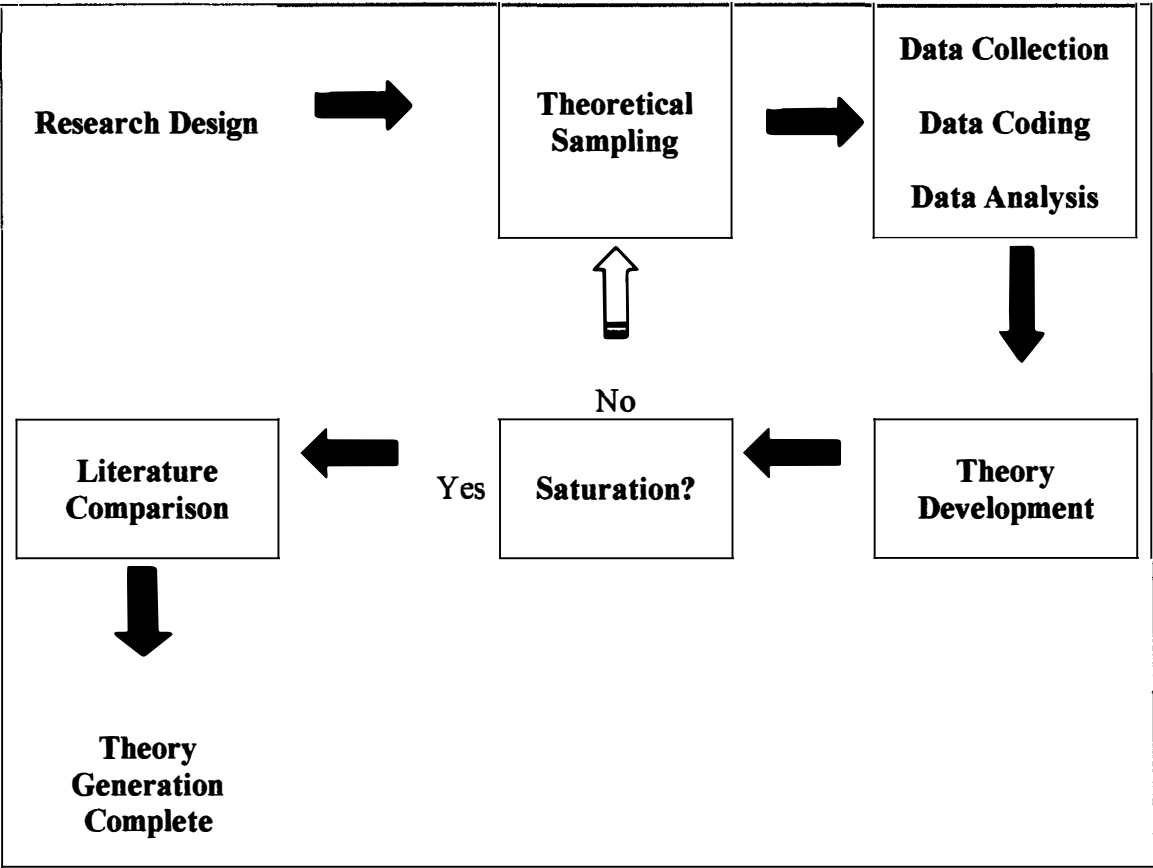 Research Design
Theoretical
Sampling
Data Collection
Data Coding
Data Analysis
No
Literature
Comparison
Yes
Saturation?
Theory
Development
Theory
Generation
Complete